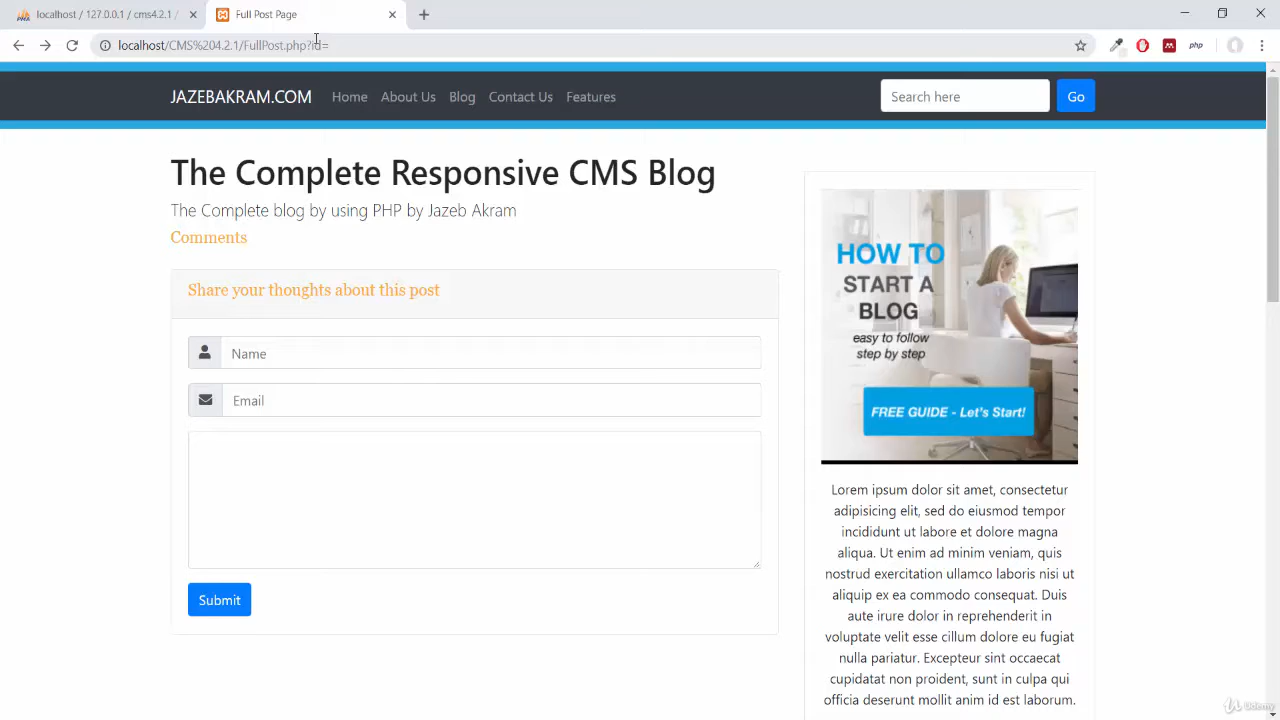 localhost / 127.0.0.1 / cms4.2.1 /
Full Post Page
localhost/CMS%204.2.1/FullPost.php?id=
php
JAZEBAKRAM.COM
Home
About Us
Blog
Contact Us
Features
Search here
Go
The Complete Responsive CMS Blog
The Complete blog by using PHP by Jazeb Akram
Comments
Share your thoughts about this post
Name
Email
Submit
HOW TO
START A
BLOG
easy to follow
step by step
FREE GUIDE - Let's Start!
Lorem ipsum dolor sit amet, consectetur
adipisicing elit, sed do eiusmod tempor
incididunt ut labore et dolore magna
aliqua. Ut enim ad minim veniam, quis
nostrud exercitation ullamco laboris nisi ut
aliquip ex ea commodo consequat. Duis
aute irure dolor in reprehenderit in
voluptate velit esse cillum dolore eu fugiat
nulla pariatur. Excepteur sint occaecat
cupidatat non proident, sunt in culpa qui
officia deserunt mollit anim id est laborum.
Udemy